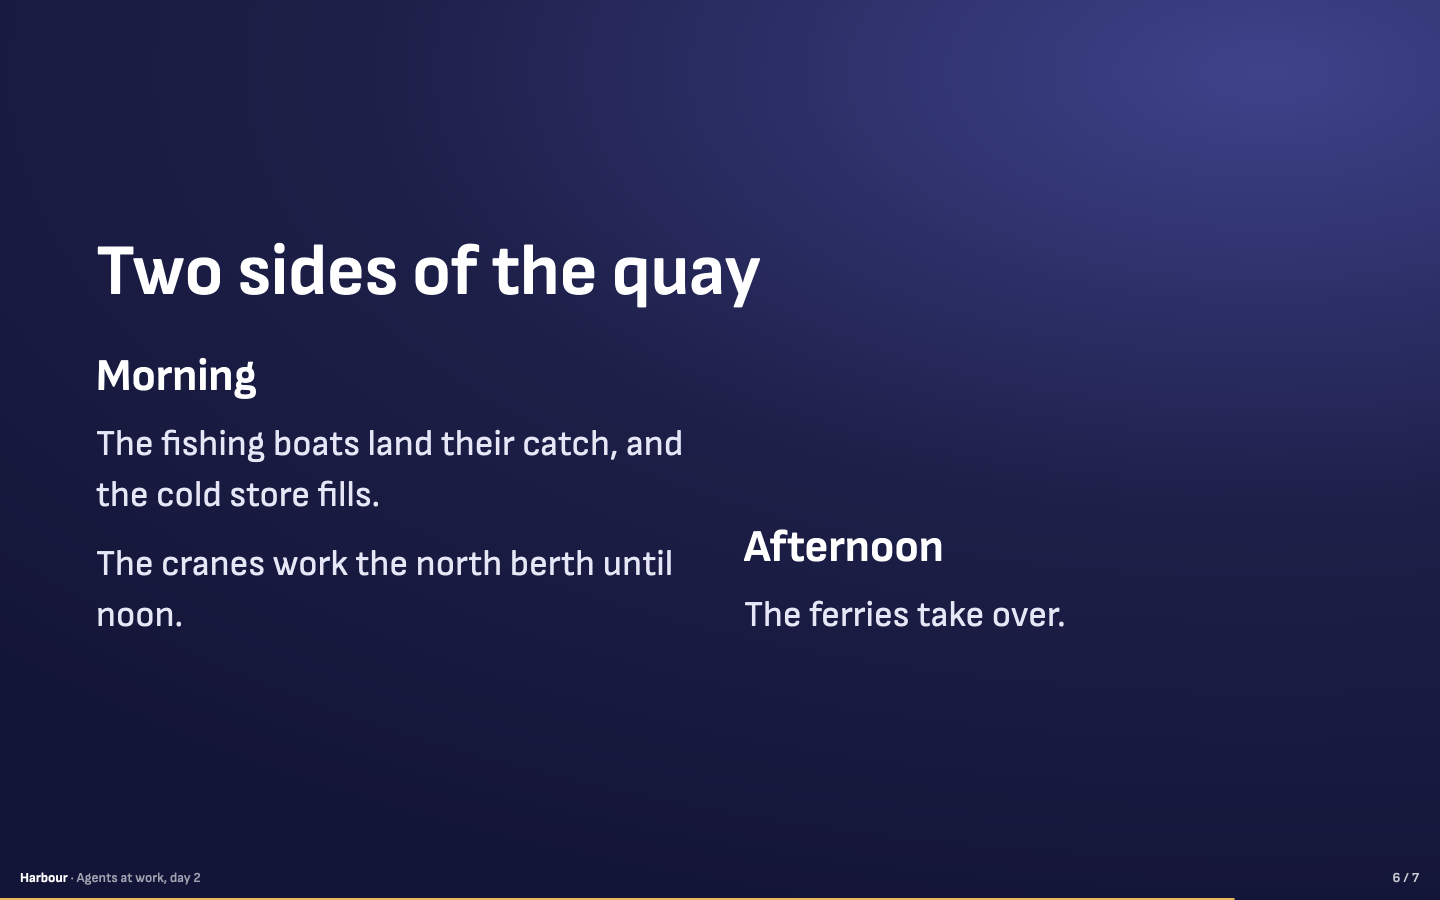 Two sides of the quay
Morning
The fishing boats land their catch, and
the cold store fills.
The cranes work the north berth until
noon.
Afternoon
The ferries take over.
Harbour · Agents at work, day 2
6 / 7